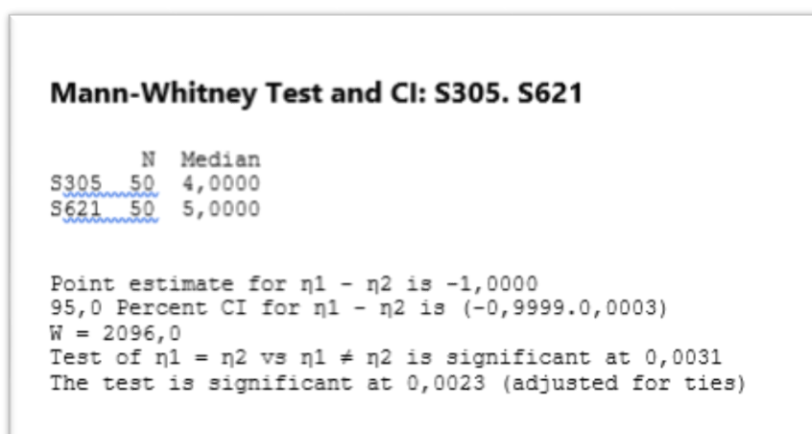 Mann-Whitney Test and CI: S305. S621
N Median
S305 50 4,0000
S621 50 5,0000
Point estimate for η1 - η2 is -1,0000
95,0 Percent CI for η1 - η2 is (-0,9999.0,0003)
W = 2096,0
Test of η1 = η2 vs η1 ≠ η2 is significant at 0,0031
The test is significant at 0,0023 (adjusted for ties)